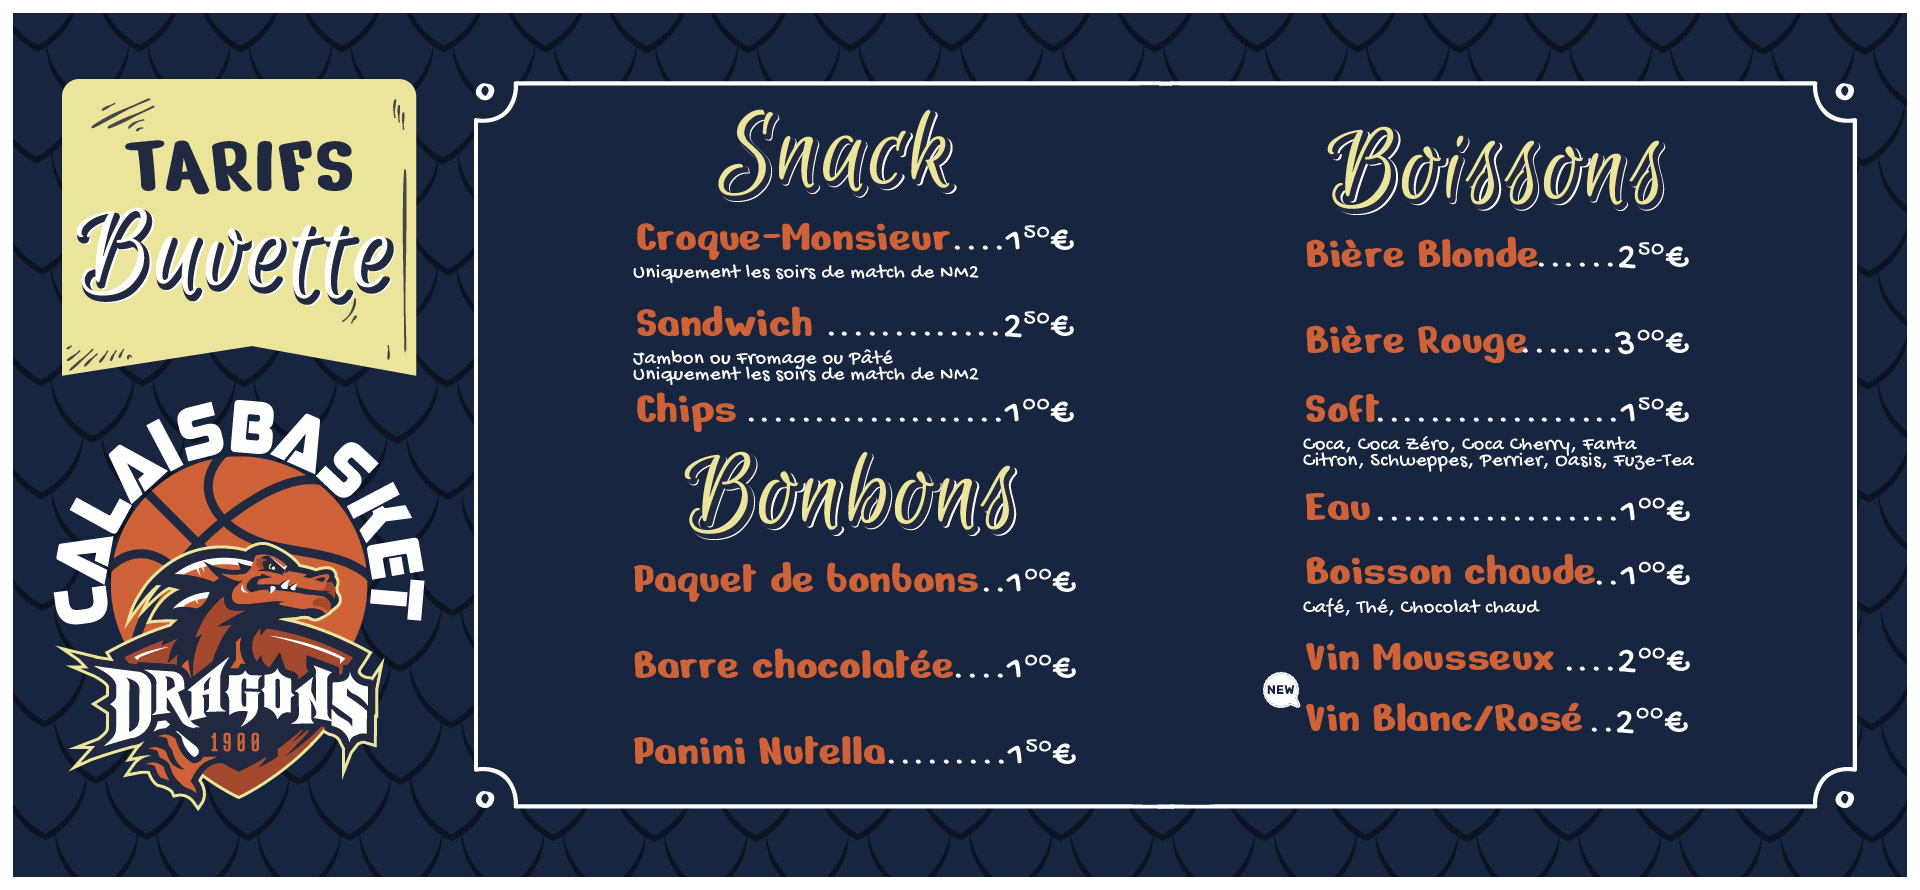 TARIFS
Buvette
CALAISBASKET
DRAGONS
1900
Snack
Croque-Monsieur....1⁵⁰€
Uniquement les soirs de match de NM2
Sandwich .............2⁵⁰€
Jambon ou Fromage ou Pâté
Uniquement les soirs de match de NM2
Chips ...................1⁰⁰€
Bonbons
Paquet de bonbons..1⁰⁰€
Barre chocolatée....1⁰⁰€
Panini Nutella.........1⁵⁰€
Boissons
Bière Blonde......2⁵⁰€
Bière Rouge.......3⁰⁰€
Soft..................1⁵⁰€
Coca, Coca Zéro, Coca Cherry, Fanta
Citron, Schweppes, Perrier, Oasis, Fuze-Tea
Eau..................1⁰⁰€
Boisson chaude..1⁰⁰€
Café, Thé, Chocolat chaud
Vin Mousseux ....2⁰⁰€
NEW
Vin Blanc/Rosé ..2⁰⁰€